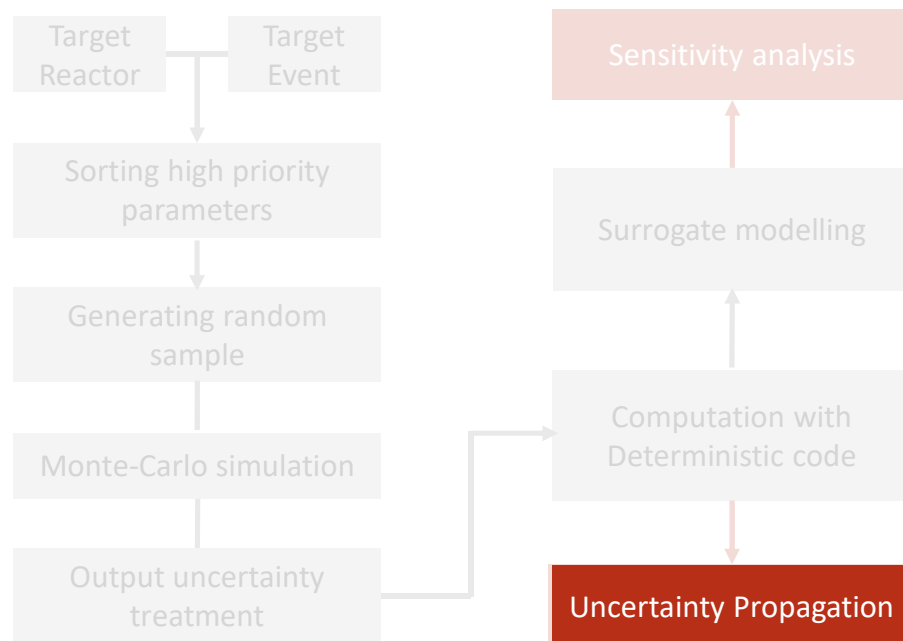 Target
Reactor
Target
Event
Sorting high priority
parameters
Generating random
sample
Monte-Carlo simulation
Output uncertainty
treatment
Sensitivity analysis
Surrogate modelling
Computation with
Deterministic code
Uncertainty Propagation